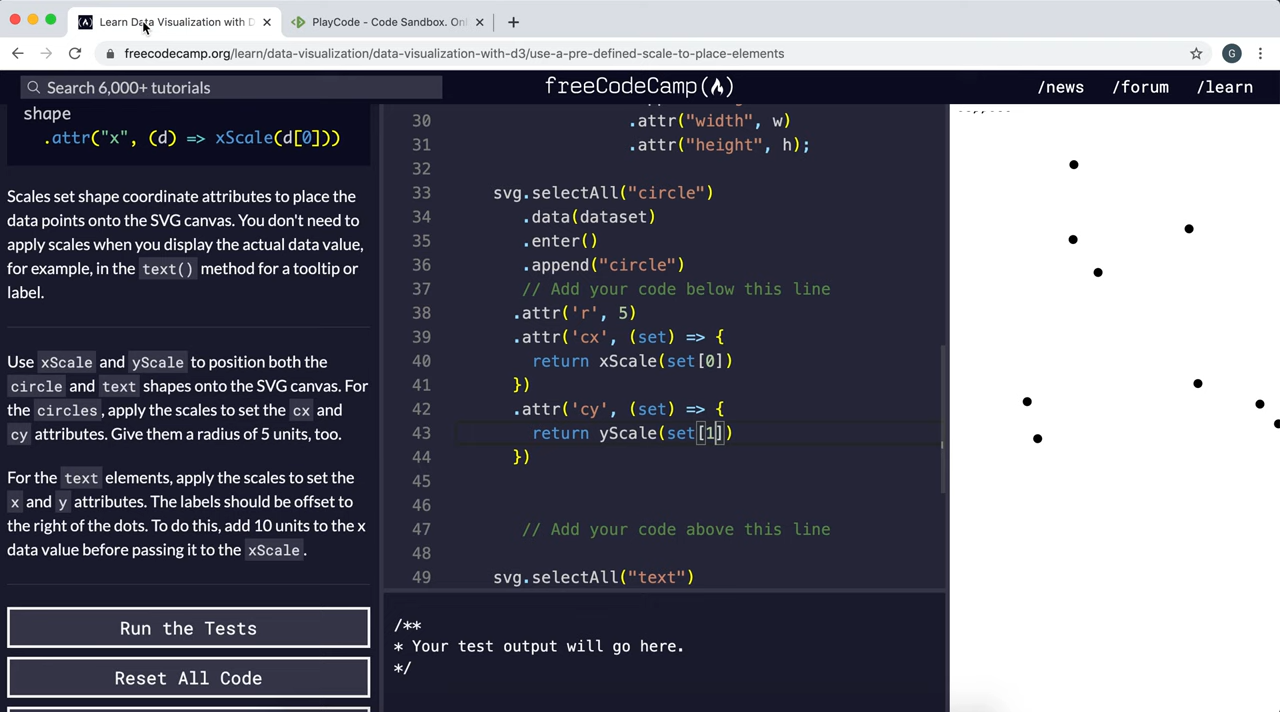 Learn Data Visualization with D
PlayCode - Code Sandbox. On
freecodecamp.org/learn/data-visualization/data-visualization-with-d3/use-a-pre-defined-scale-to-place-elements
G
Search 6,000+ tutorials
freeCodeCamp
/news
/forum
/learn
shape
.attr("x", (d) => xScale(d[0]))
Scales set shape coordinate attributes to place the
data points onto the SVG canvas. You don't need to
apply scales when you display the actual data value,
for example, in the text() method for a tooltip or
label.
Use xScale and yScale to position both the
circle and text shapes onto the SVG canvas. For
the circles, apply the scales to set the cx and
cy attributes. Give them a radius of 5 units, too.
For the text elements, apply the scales to set the
x and y attributes. The labels should be offset to
the right of the dots. To do this, add 10 units to the x
data value before passing it to the xScale.
Run the Tests
Reset All Code
30 .attr("width", w)
31 .attr("height", h);
32
33 svg.selectAll("circle")
34 .data(dataset)
35 .enter()
36 .append("circle")
37 // Add your code below this line
38 .attr('r', 5)
39 .attr('cx', (set) => {
40 return xScale(set[0])
41 })
42 .attr('cy', (set) => {
43 return yScale(set[1])
44 })
45
46
47 // Add your code above this line
48
49 svg.selectAll("text")
/**
* Your test output will go here.
*/